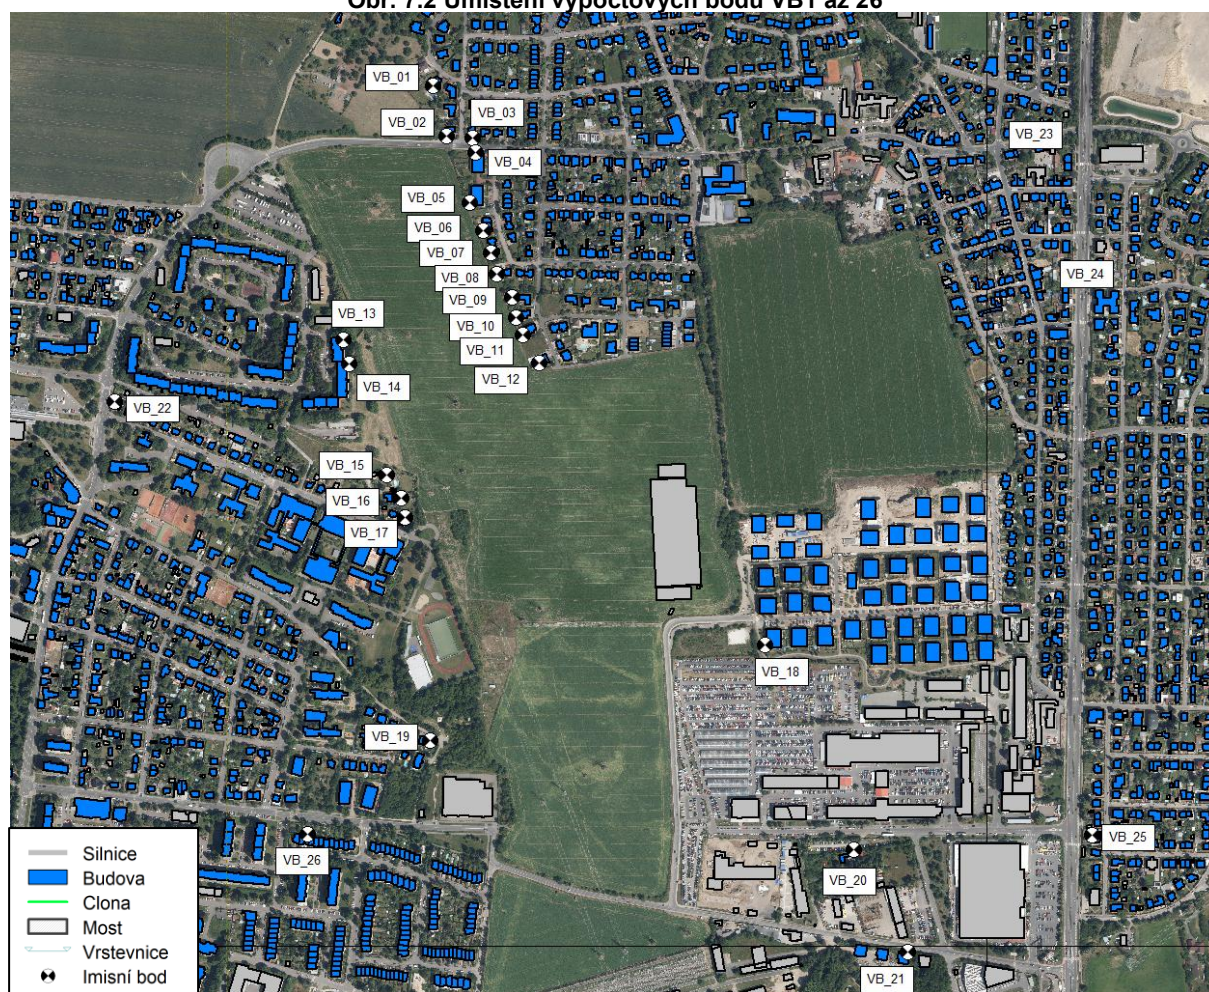 Obr. 7.2 Umístění výpočtových bodů VB1 až 26
VB_01
VB_02
VB_03
VB_04
VB_05
VB_06
VB_07
VB_08
VB_09
VB_10
VB_11
VB_12
VB_13
VB_14
VB_22
VB_15
VB_16
VB_17
VB_23
VB_24
VB_18
VB_19
VB_26
VB_20
VB_25
VB_21
Silnice
Budova
Clona
Most
Vrstevnice
Imisní bod